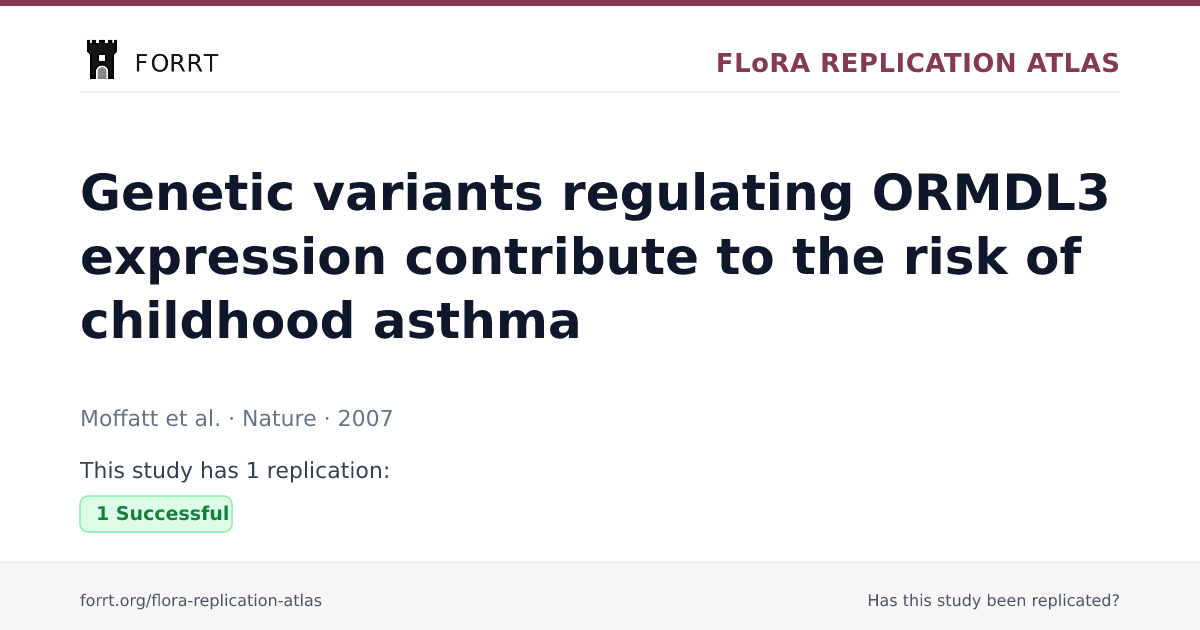 FORRT
FLoRA REPLICATION ATLAS
Genetic variants regulating ORMDL3
expression contribute to the risk of
childhood asthma
Moffatt et al. · Nature · 2007
This study has 1 replication:
1 Successful
forrt.org/flora-replication-atlas
Has this study been replicated?